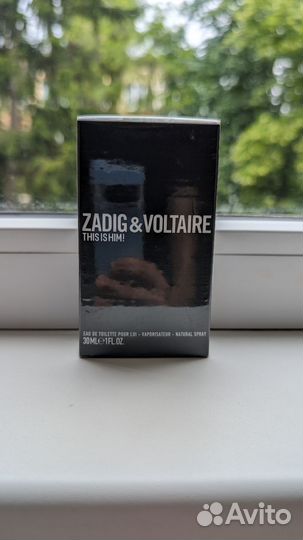 ZADIG&VOLTAIRE
THIS IS HIM!
EAU DE TOILETTE POUR LUI - VAPORISATEUR - NATURAL SPRAY
30ML℮1FL.OZ.
Avito